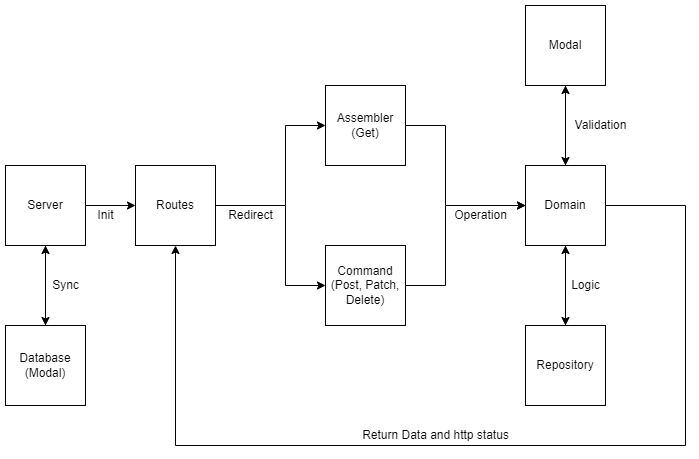 Modal
Validation
Assembler
(Get)
Server
Init
Routes
Redirect
Operation
Domain
Sync
Command
(Post, Patch,
Delete)
Logic
Database
(Modal)
Repository
Return Data and http status